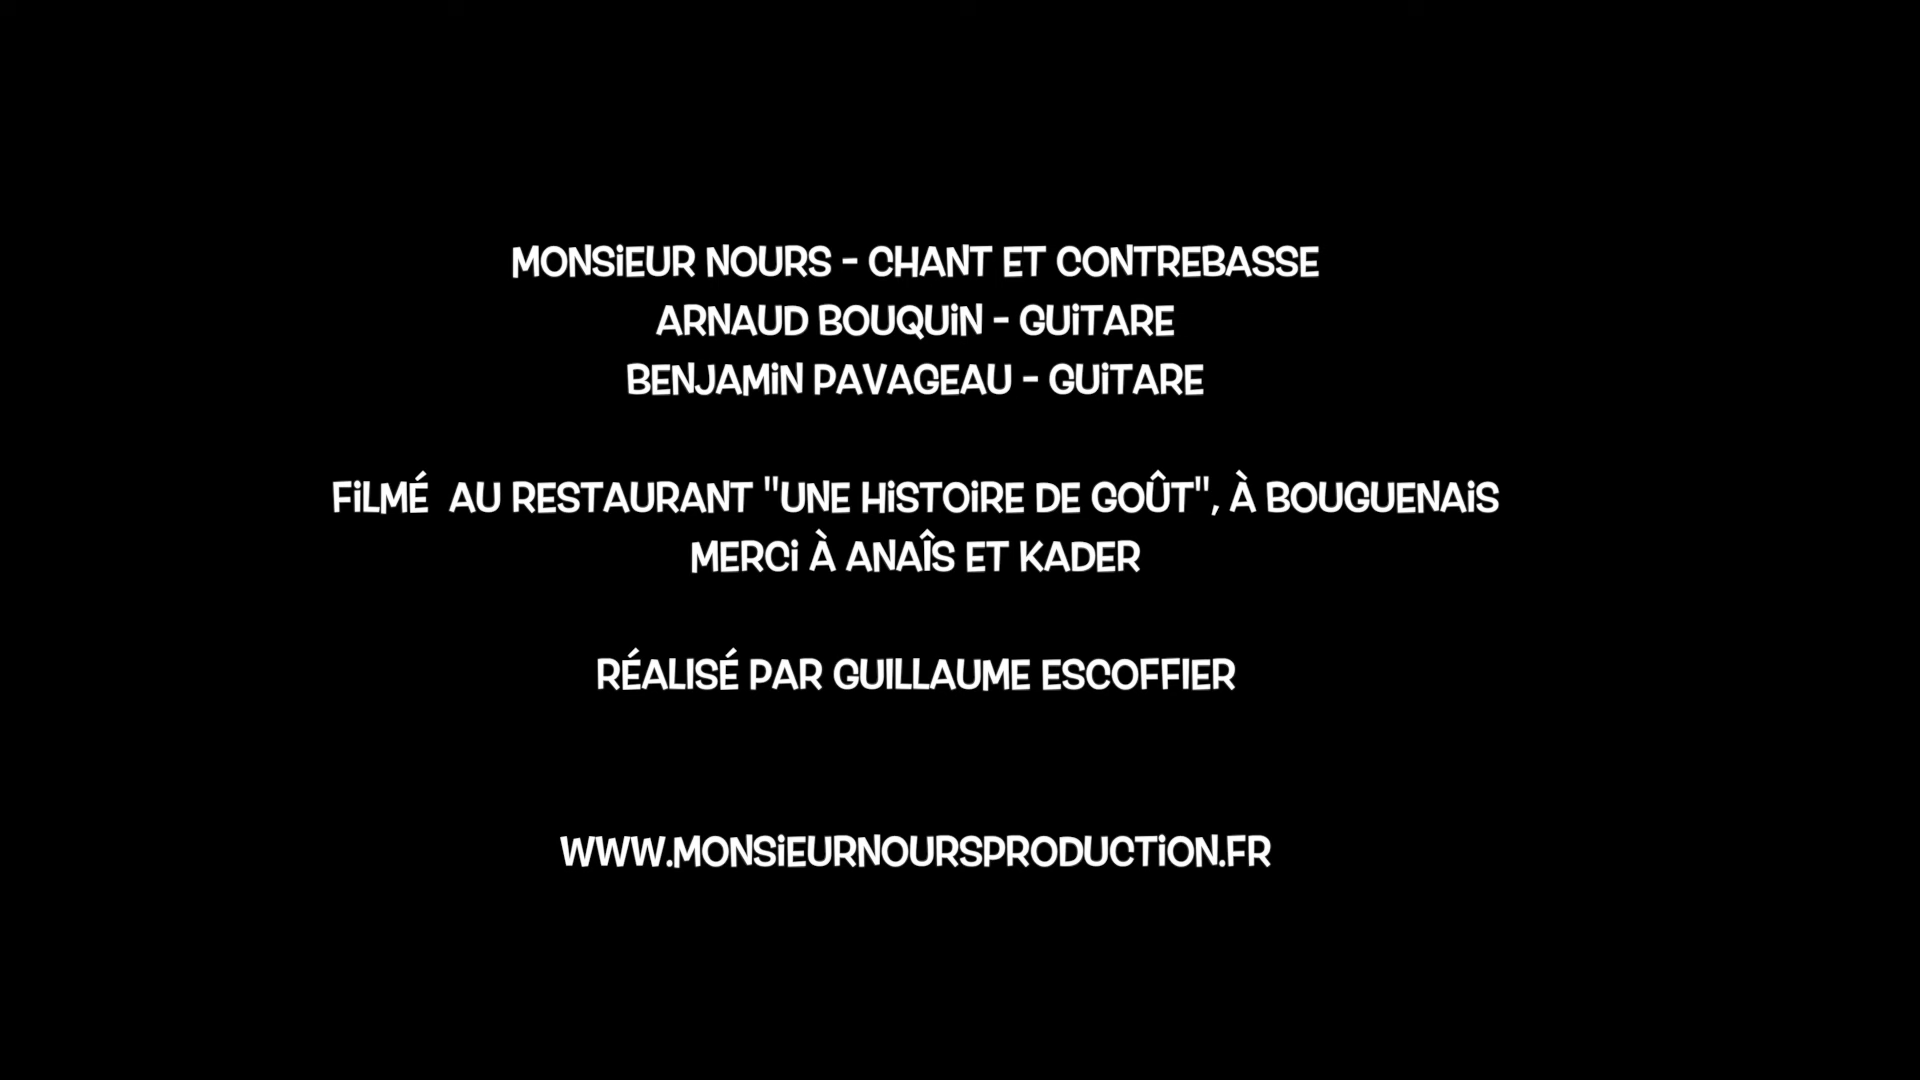 MONSiEUR NOURS - CHANT ET CONTREBASSE
ARNAUD BOUQUiN - GUiTARE
BENJAMiN PAVAGEAU - GUiTARE
FiLMÉ  AU RESTAURANT "UNE HiSTOiRE DE GOÛT", À BOUGUENAiS
MERCi À ANAÎS ET KADER
RÉALISÉ PAR GUILLAUME ESCOFFIER
WWW.MONSiEURNOURSPRODUCTiON.FR